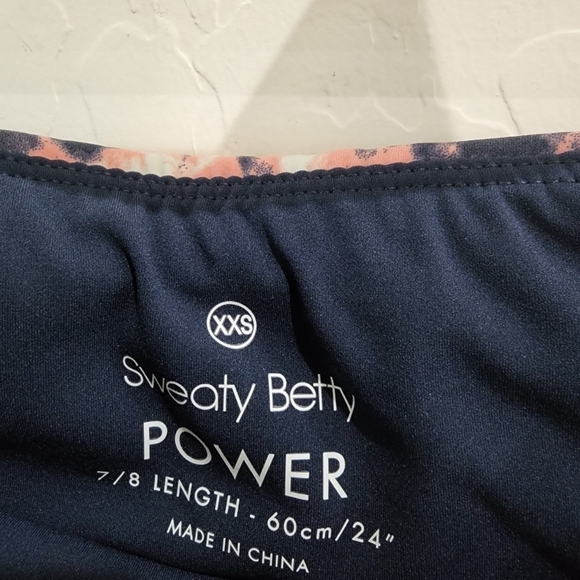 XXS
Sweaty Betty
POWER
7/8 LENGTH - 60cm/24"
MADE IN CHINA